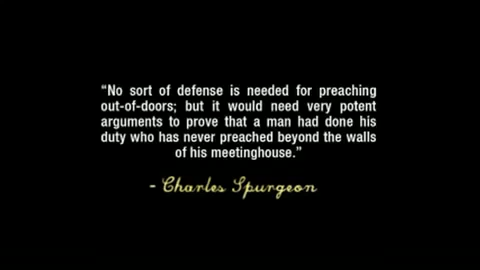 “No sort of defense is needed for preaching
out-of-doors; but it would need very potent
arguments to prove that a man had done his
duty who has never preached beyond the walls
of his meetinghouse.”
- Charles Spurgeon